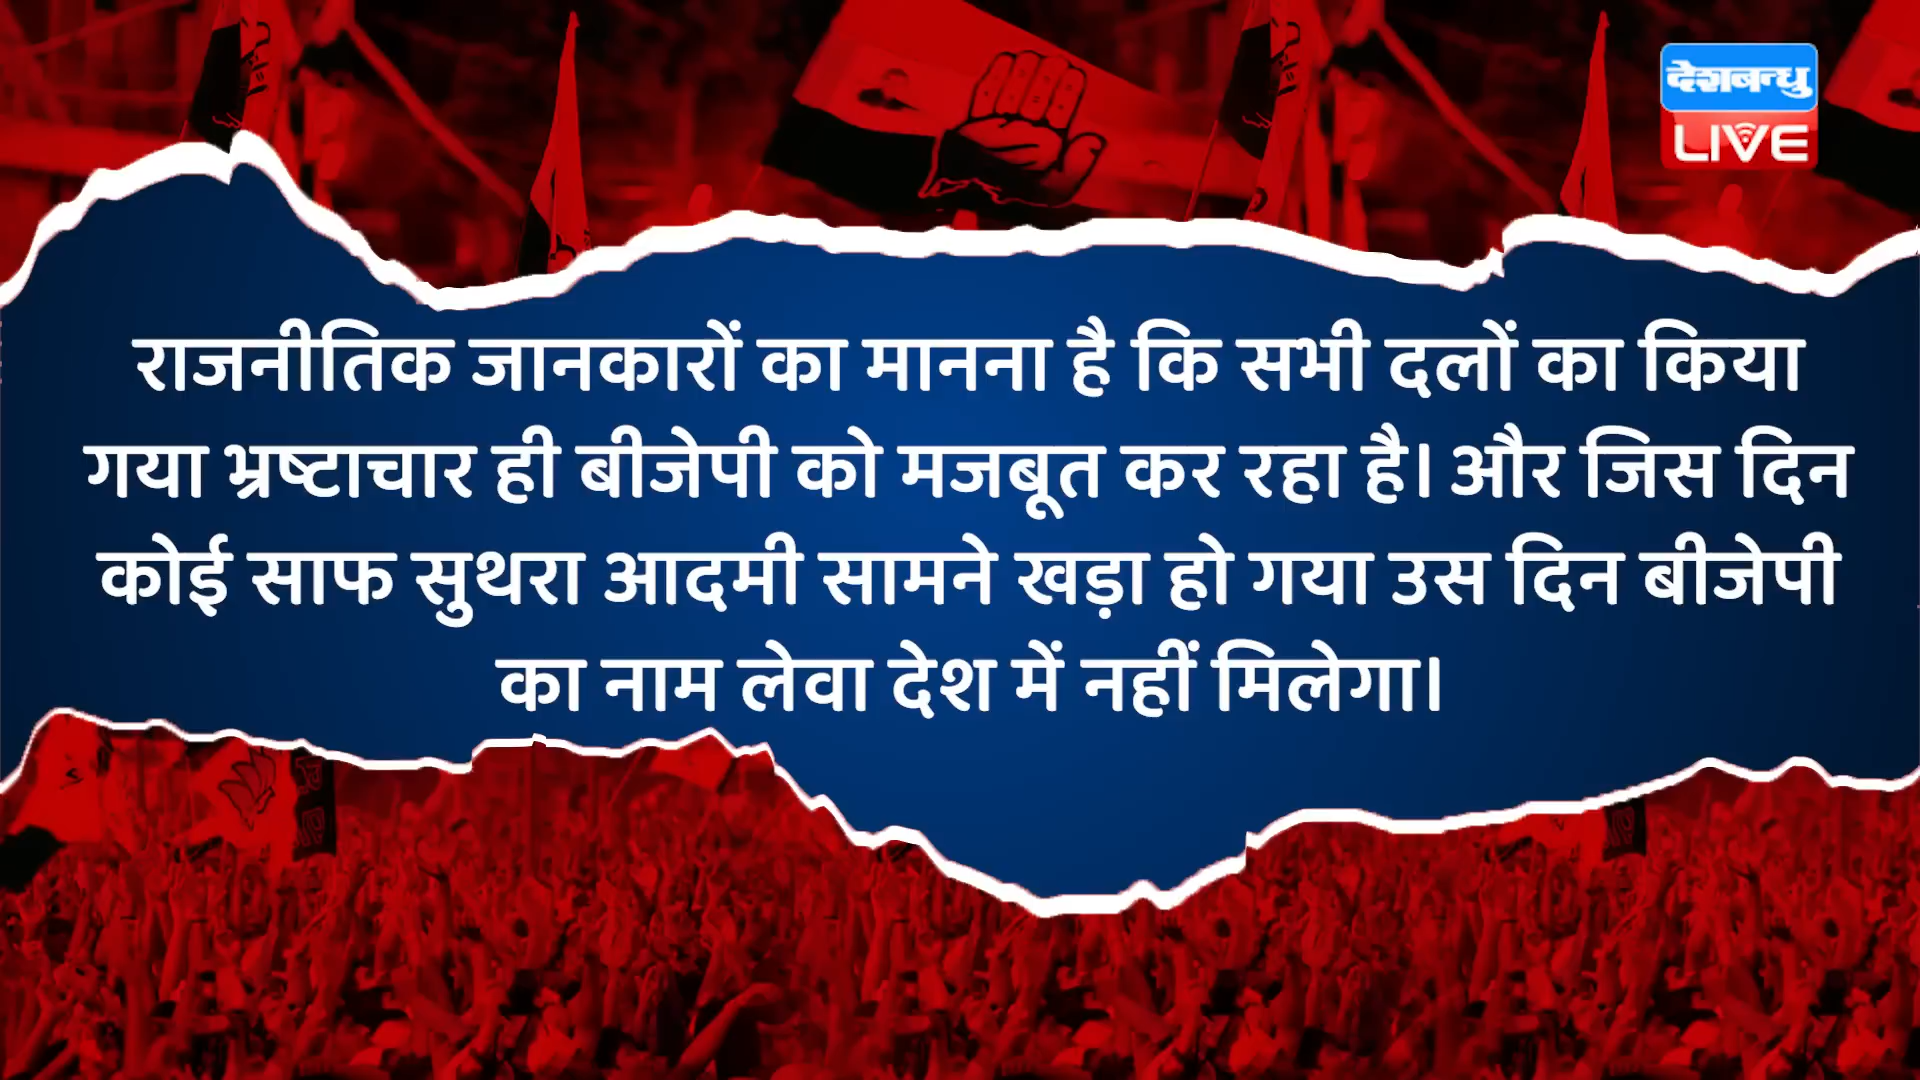 देशबन्धु
LIVE
राजनीतिक जानकारों का मानना है कि सभी दलों का किया
गया भ्रष्टाचार ही बीजेपी को मजबूत कर रहा है। और जिस दिन
कोई साफ सुथरा आदमी सामने खड़ा हो गया उस दिन बीजेपी
का नाम लेवा देश में नहीं मिलेगा।